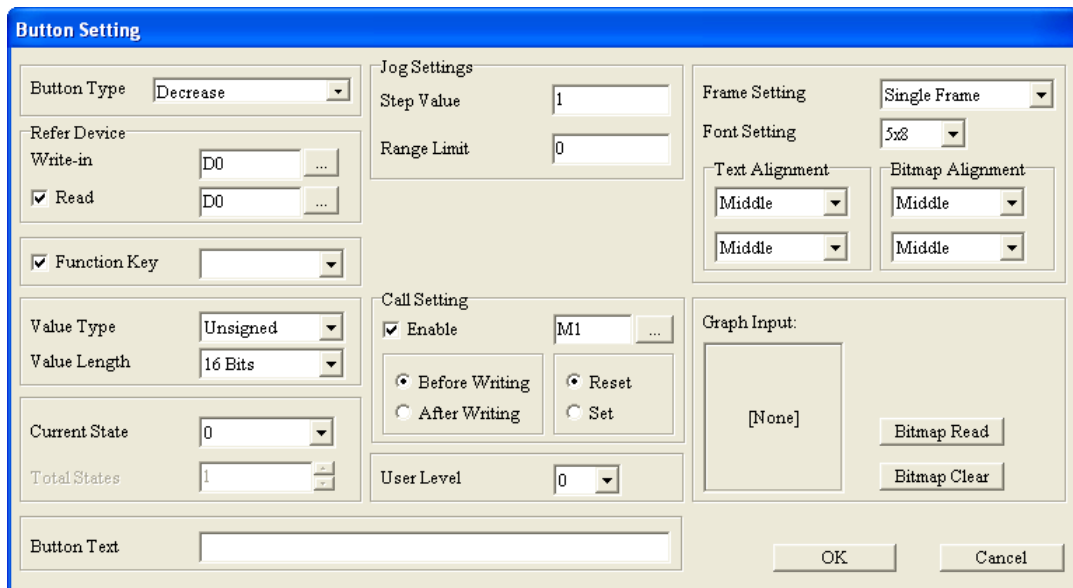 Button Setting
Button Type Decrease
Refer Device
Write-in D0 ...
Read D0 ...
Function Key
Value Type Unsigned
Value Length 16 Bits
Current State 0
Total States 1
Button Text
Jog Settings
Step Value 1
Range Limit 0
Call Setting
Enable M1 ...
Before Writing Reset
After Writing Set
User Level 0
Frame Setting Single Frame
Font Setting 5x8
Text Alignment Bitmap Alignment
Middle Middle
Middle Middle
Graph Input:
[None]
Bitmap Read
Bitmap Clear
OK Cancel